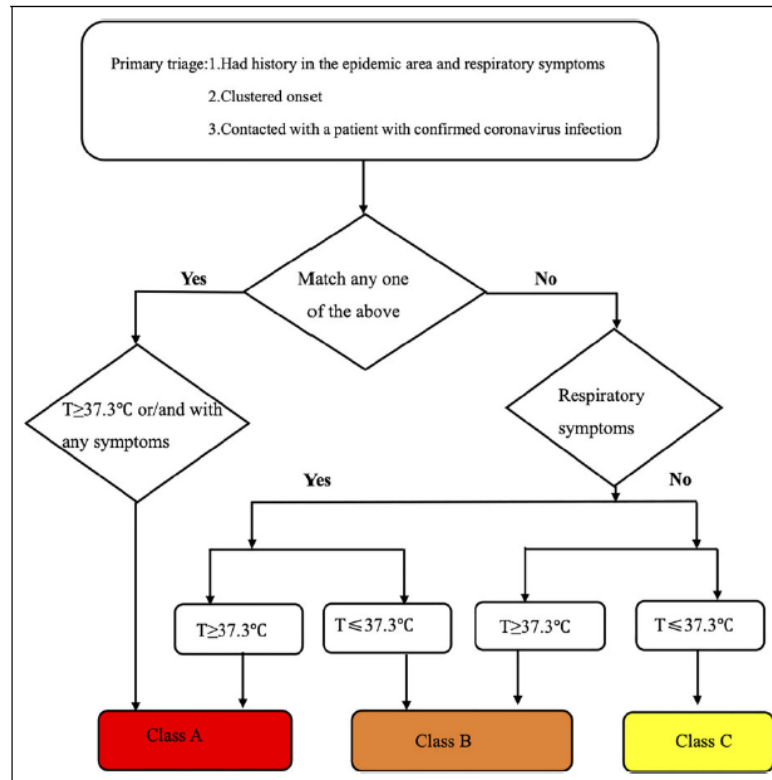 Primary triage:1.Had history in the epidemic area and respiratory symptoms
2.Clustered onset
3.Contacted with a patient with confirmed coronavirus infection
Match any one
of the above
Yes
No
T≥37.3℃ or/and with
any symptoms
Respiratory
symptoms
Yes
No
T≥37.3℃
T⩽37.3℃
T≥37.3℃
T⩽37.3℃
Class A
Class B
Class C